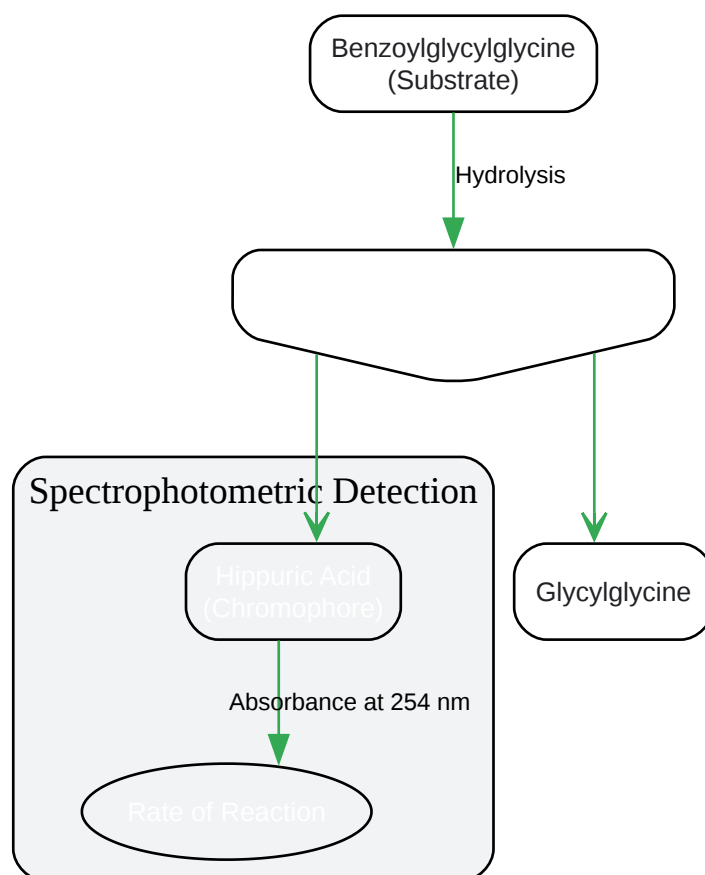 Benzoylglycylglycine
(Substrate)
Hydrolysis
Spectrophotometric Detection
Hippuric Acid
(Chromophore)
Glycylglycine
Absorbance at 254 nm
Rate of Reaction